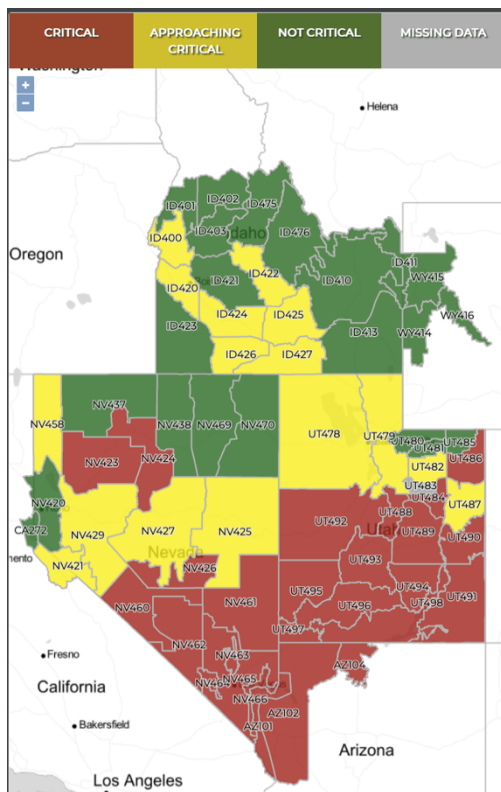 CRITICAL
APPROACHING
CRITICAL
NOT CRITICAL
MISSING DATA
Washington
+
−
Helena
ID401
ID402
ID475
ID400
ID403
Idaho
ID476
Oregon
ID411
WY415
ID420
ID421
ID422
ID410
WY416
ID423
ID424
ID425
ID413
WY414
ID426
ID427
NV458
NV437
NV438
NV469
NV470
UT478
UT479
UT480
UT481
UT485
NV423
NV424
UT482
UT486
UT483
UT484
UT487
NV420
UT488
CA272
NV429
NV427
NV425
UT492
Utah
UT489
UT490
mento
NV421
Nevada
NV426
UT493
NV460
NV461
UT495
UT494
UT491
UT496
UT498
NV462
UT497
Fresno
NV463
AZ104
California
NV464
NV465
NV466
AZ102
Bakersfield
AZ101
Arizona
Los Angeles